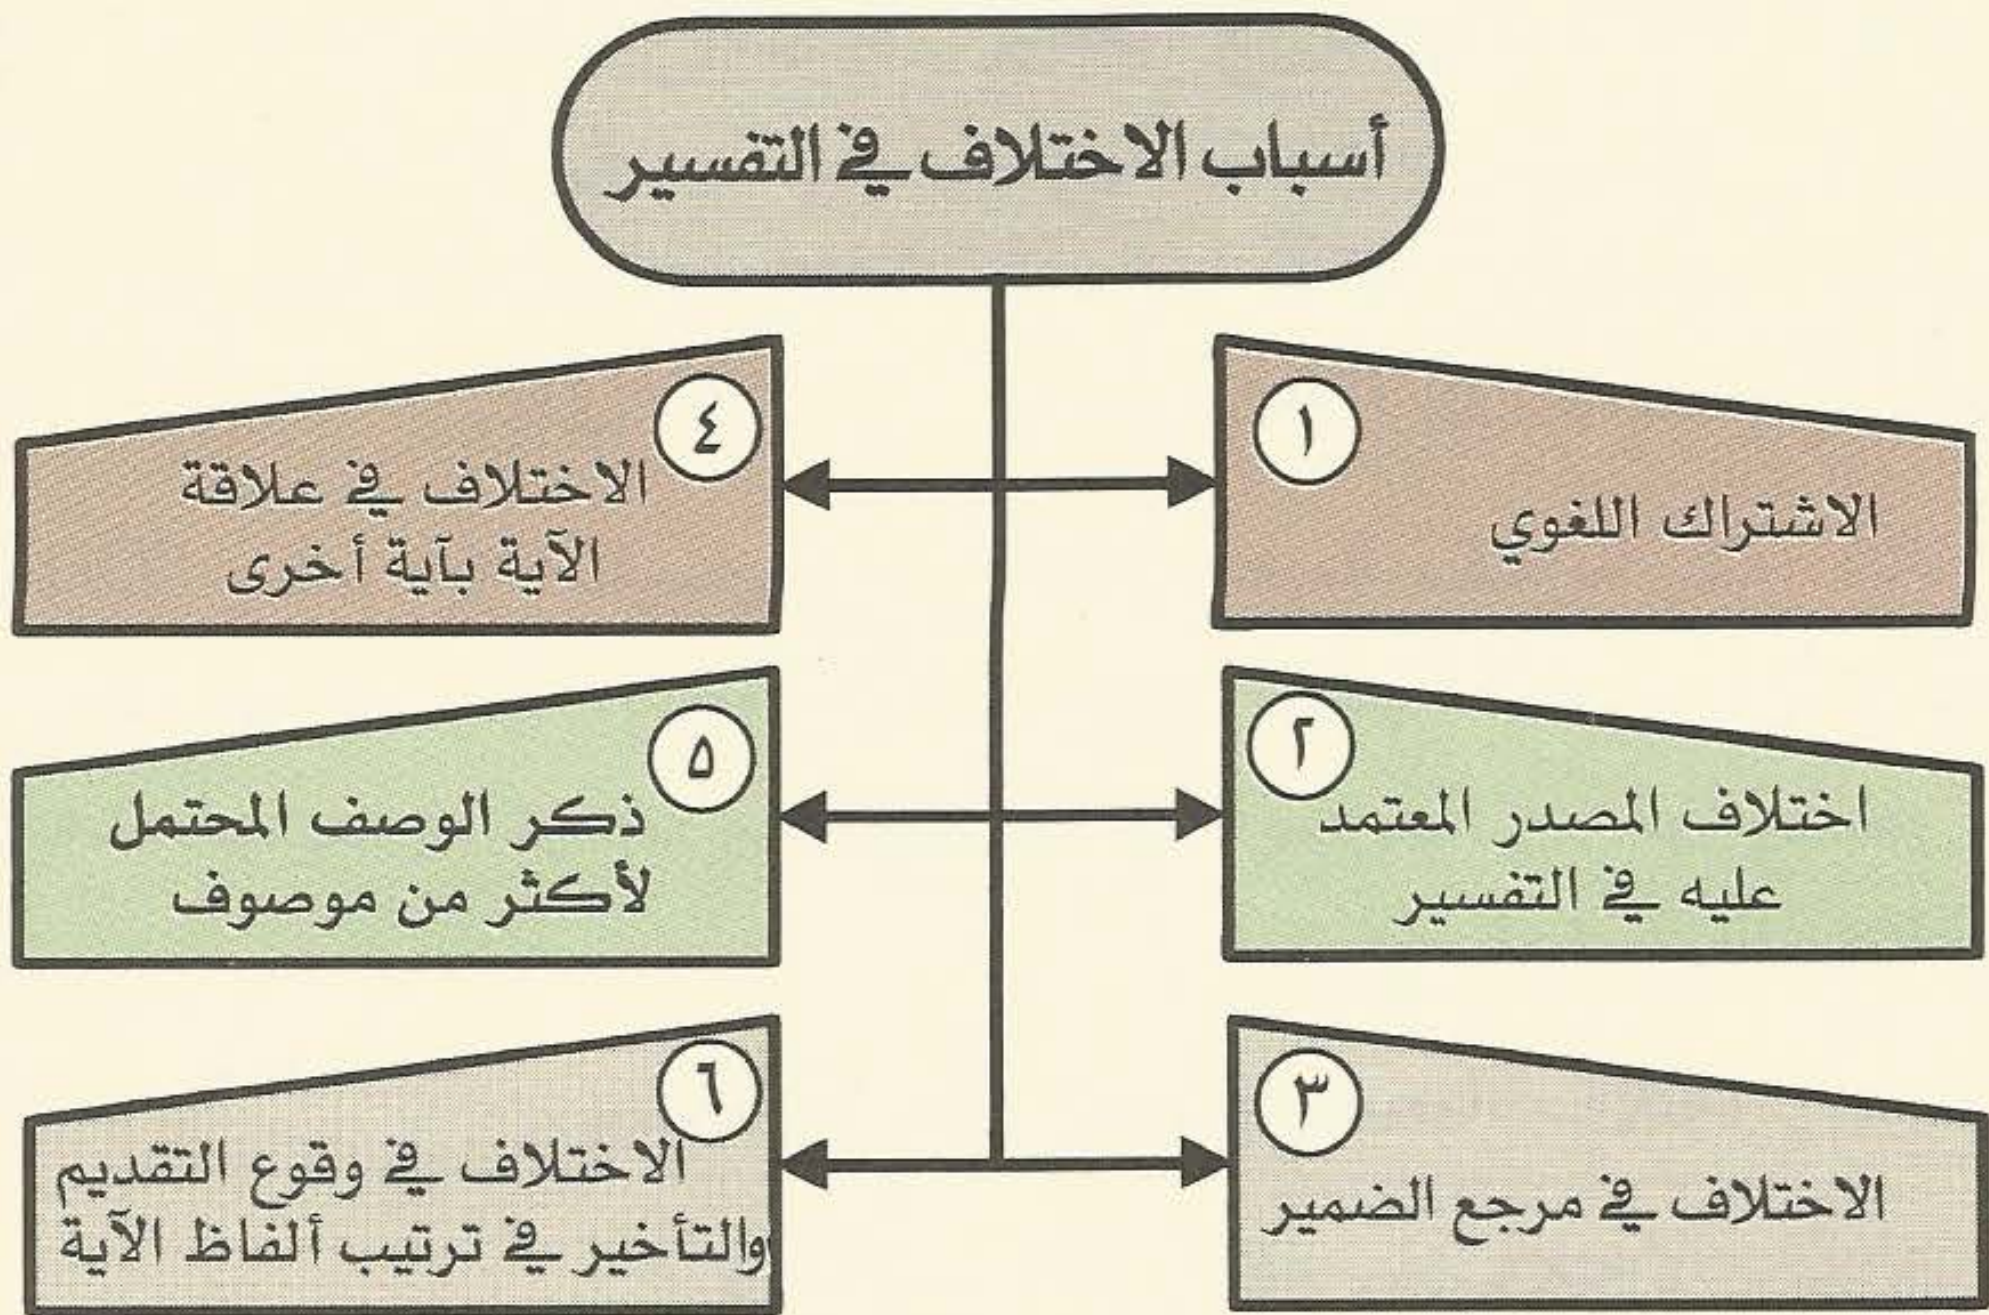 أسباب الاختلاف في التفسير
١
الاشتراك اللغوي
٢
اختلاف المصدر المعتمد
عليه في التفسير
٣
الاختلاف في مرجع الضمير
٤
الاختلاف في علاقة
الآية بآية أخرى
٥
ذكر الوصف المحتمل
لأكثر من موصوف
٦
الاختلاف في وقوع التقديم
والتأخير في ترتيب ألفاظ الآية